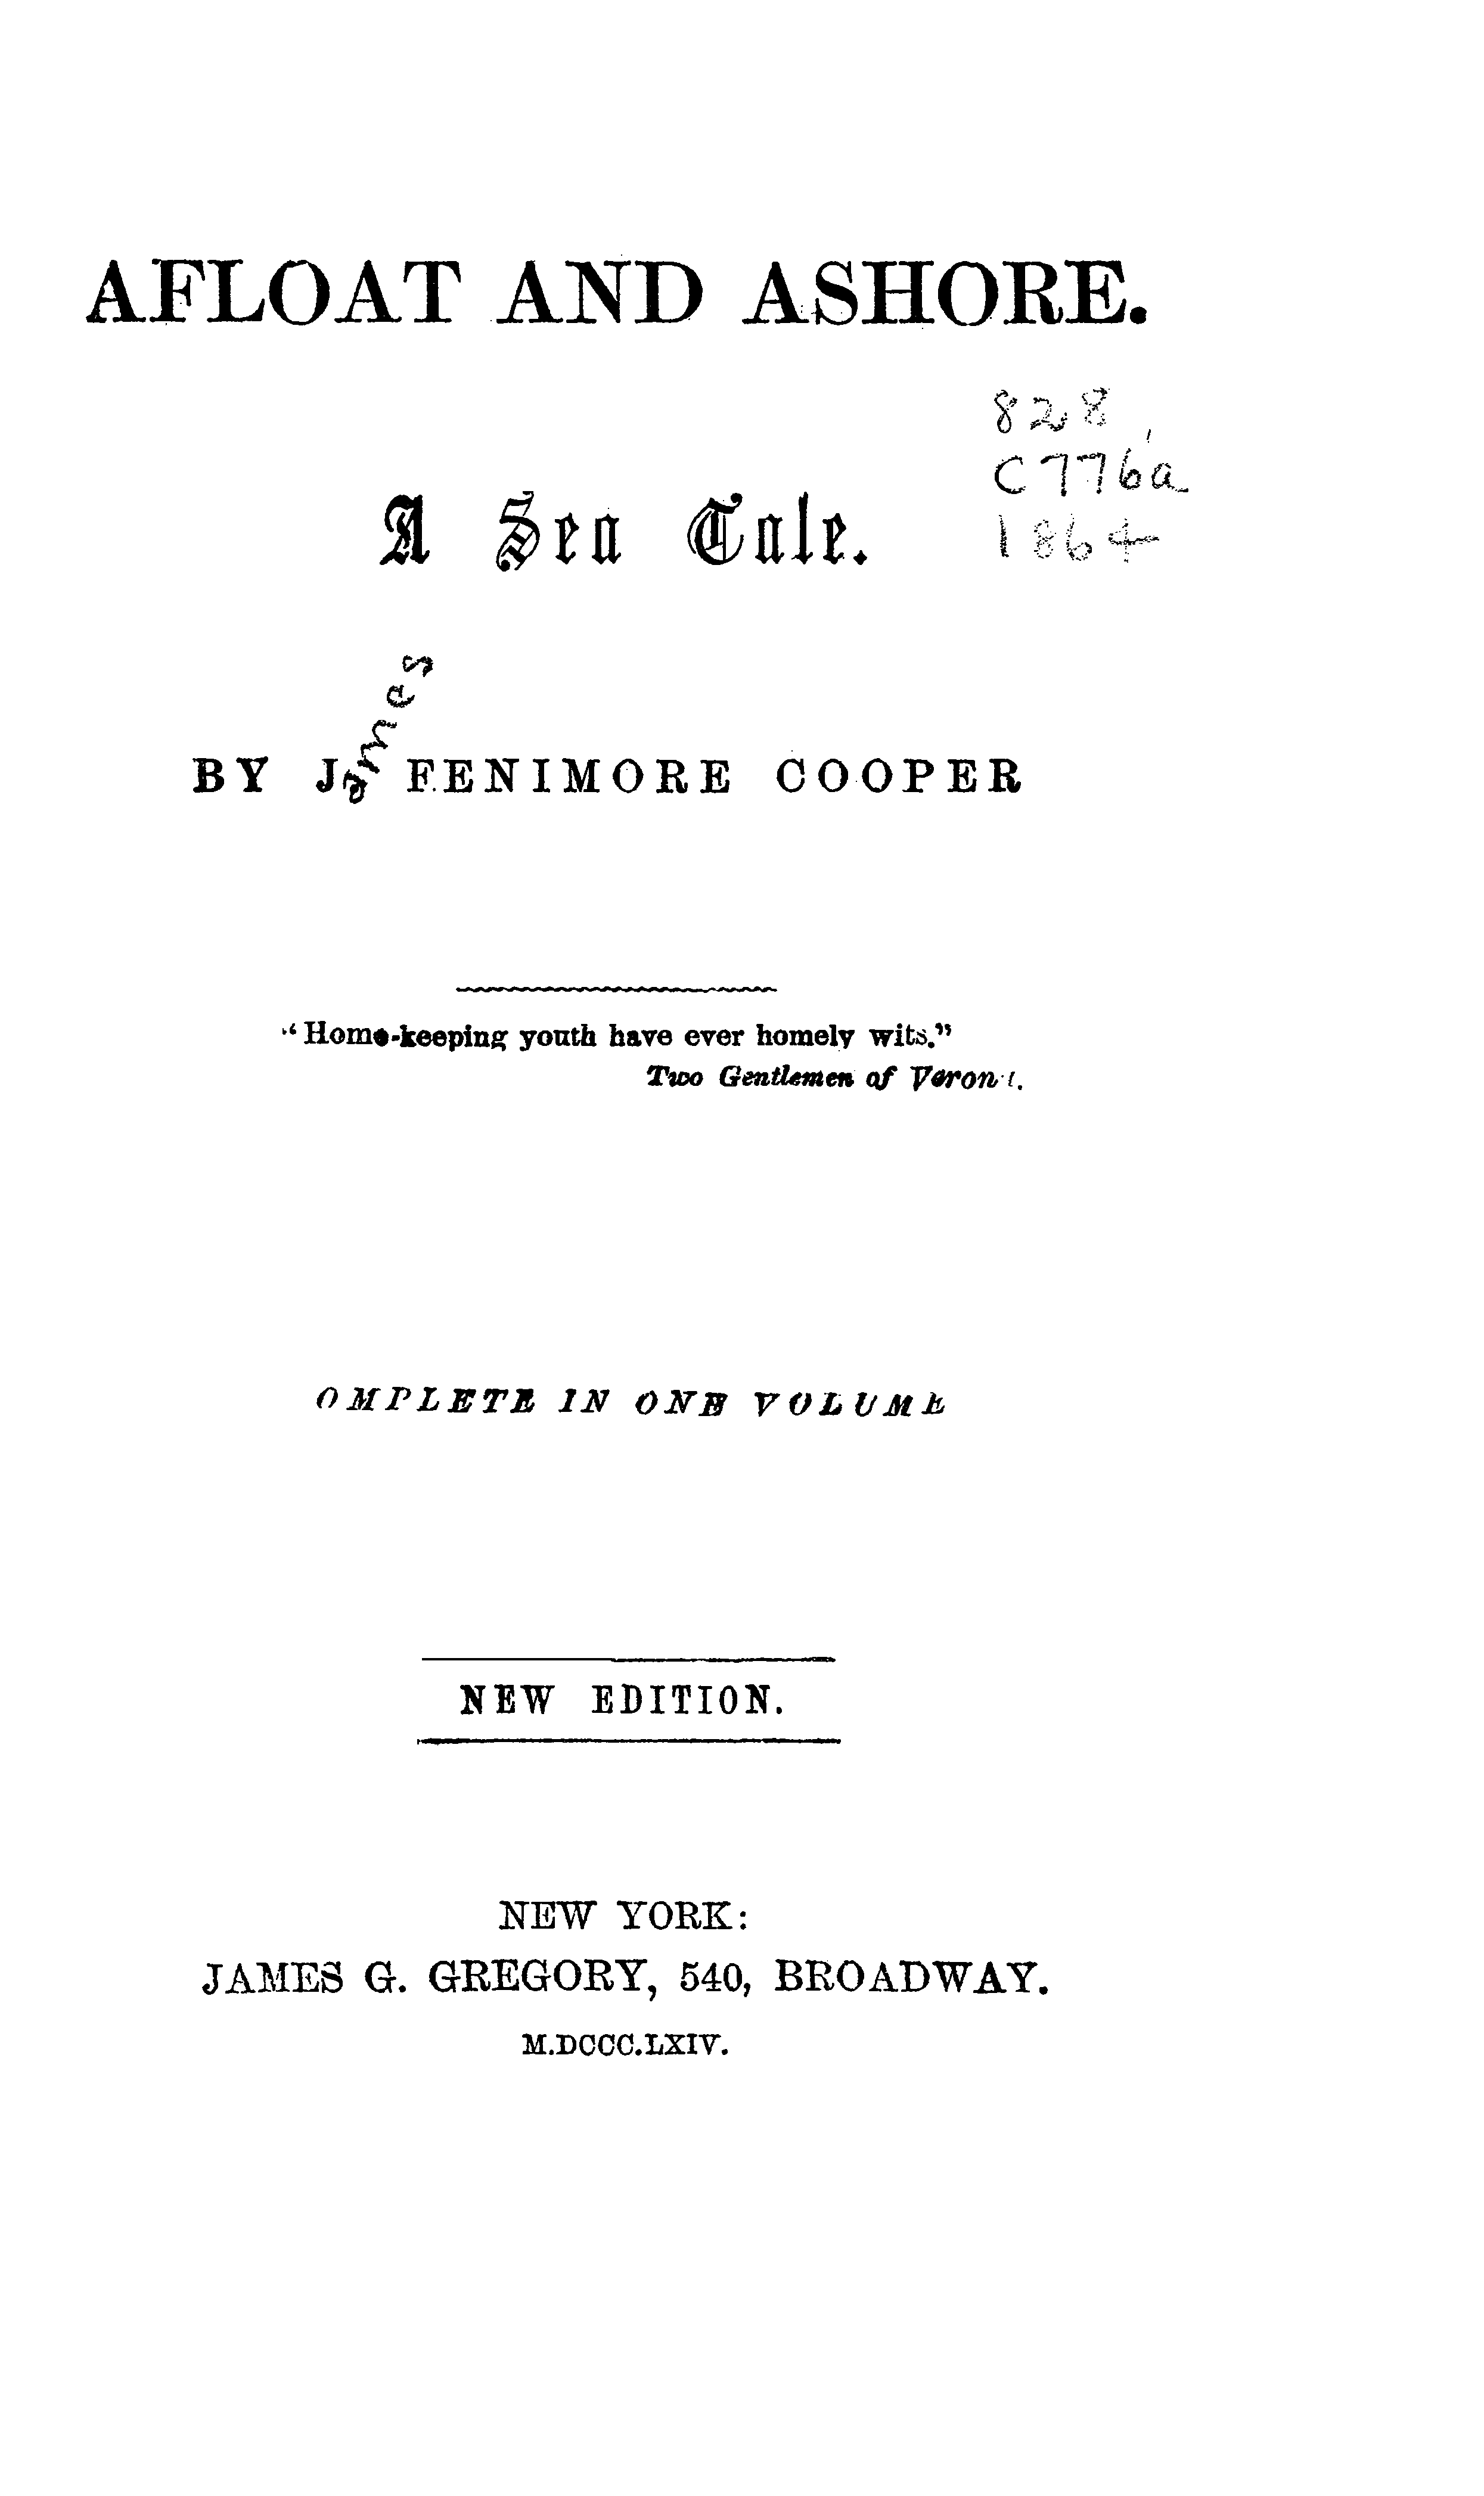 AFLOAT AND ASHORE.
828
C776a
1864
A Sea Tale.
BY James FENIMORE COOPER
"Home-keeping youth have ever homely wits."
Two Gentlemen of Verona.
OMPLETE IN ONE VOLUME
NEW EDITION.
NEW YORK:
JAMES G. GREGORY, 540, BROADWAY.
M.DCCC.LXIV.